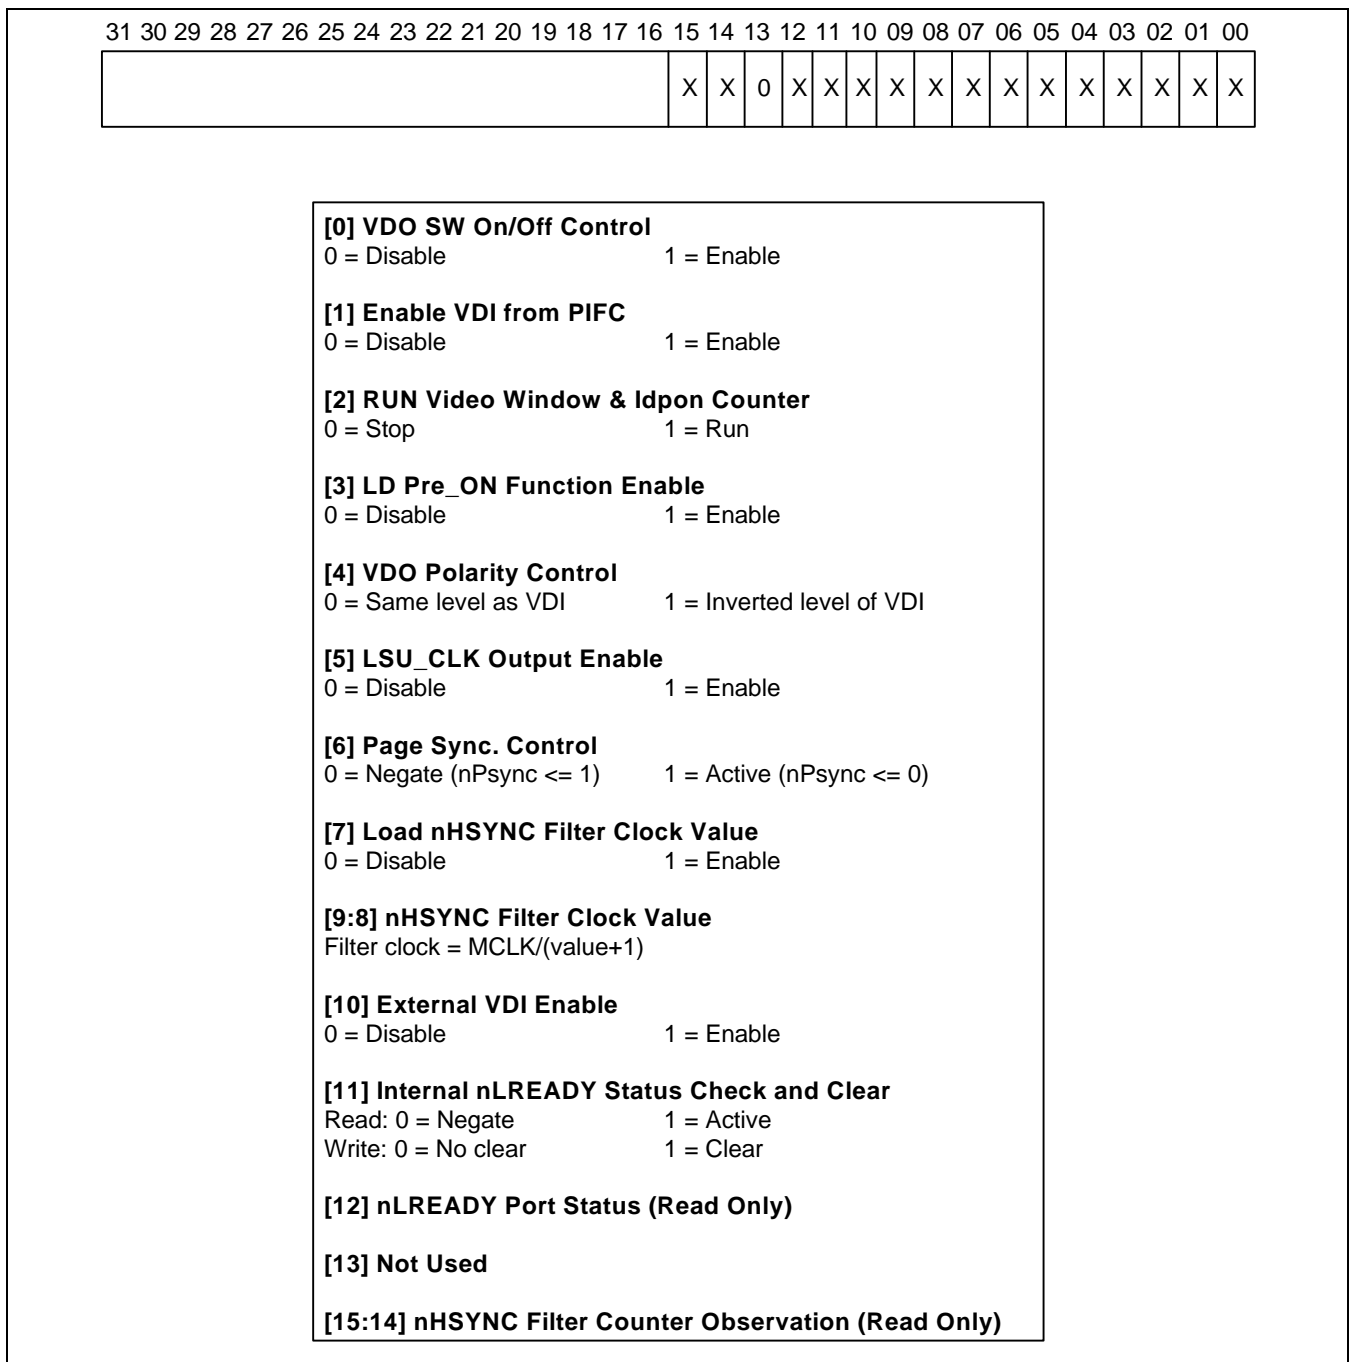 31 30 29 28 27 26 25 24 23 22 21 20 19 18 17 16 15 14 13 12 11 10 09 08 07 06 05 04 03 02 01 00
X X 0 X X X X X X X X X X X X X
[0] VDO SW On/Off Control
0 = Disable 1 = Enable
[1] Enable VDI from PIFC
0 = Disable 1 = Enable
[2] RUN Video Window & Idpon Counter
0 = Stop 1 = Run
[3] LD Pre_ON Function Enable
0 = Disable 1 = Enable
[4] VDO Polarity Control
0 = Same level as VDI 1 = Inverted level of VDI
[5] LSU_CLK Output Enable
0 = Disable 1 = Enable
[6] Page Sync. Control
0 = Negate (nPsync <= 1) 1 = Active (nPsync <= 0)
[7] Load nHSYNC Filter Clock Value
0 = Disable 1 = Enable
[9:8] nHSYNC Filter Clock Value
Filter clock = MCLK/(value+1)
[10] External VDI Enable
0 = Disable 1 = Enable
[11] Internal nLREADY Status Check and Clear
Read: 0 = Negate 1 = Active
Write: 0 = No clear 1 = Clear
[12] nLREADY Port Status (Read Only)
[13] Not Used
[15:14] nHSYNC Filter Counter Observation (Read Only)